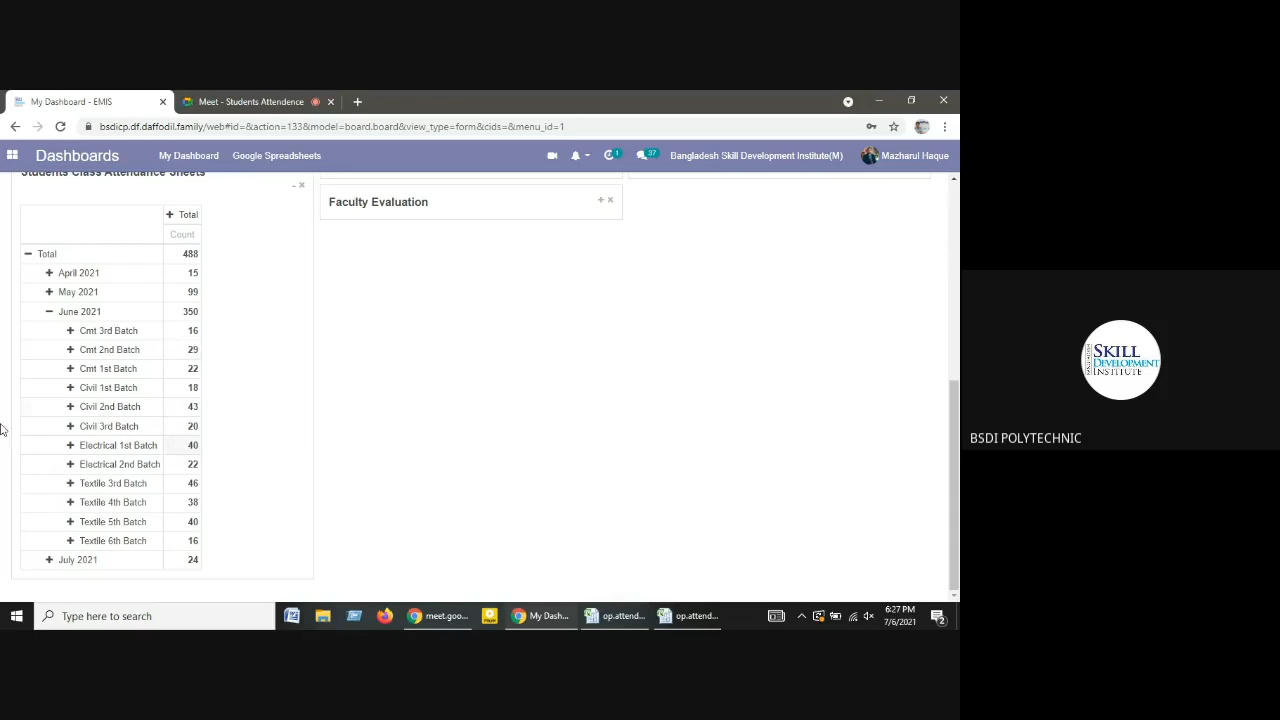 My Dashboard - EMIS
Meet - Students Attendence
bsdicp.df.daffodil.family/web#id=&action=133&model=board.board&view_type=form&cids=&menu_id=1
Dashboards My Dashboard Google Spreadsheets 1 37 Bangladesh Skill Development Institute(M) Mazharul Haque
Students Class Attendance Sheets
Faculty Evaluation
Total
Count
Total 488
April 2021 15
May 2021 99
June 2021 350
Cmt 3rd Batch 16
Cmt 2nd Batch 29
Cmt 1st Batch 22
Civil 1st Batch 18
Civil 2nd Batch 43
Civil 3rd Batch 20
Electrical 1st Batch 40
Electrical 2nd Batch 22
Textile 3rd Batch 46
Textile 4th Batch 38
Textile 5th Batch 40
Textile 6th Batch 16
July 2021 24
SKILL
DEVELOPMENT
INSTITUTE
BSDI POLYTECHNIC
Type here to search
meet.goo...
My Dash...
op.attend...
op.attend...
6:27 PM
7/6/2021
2